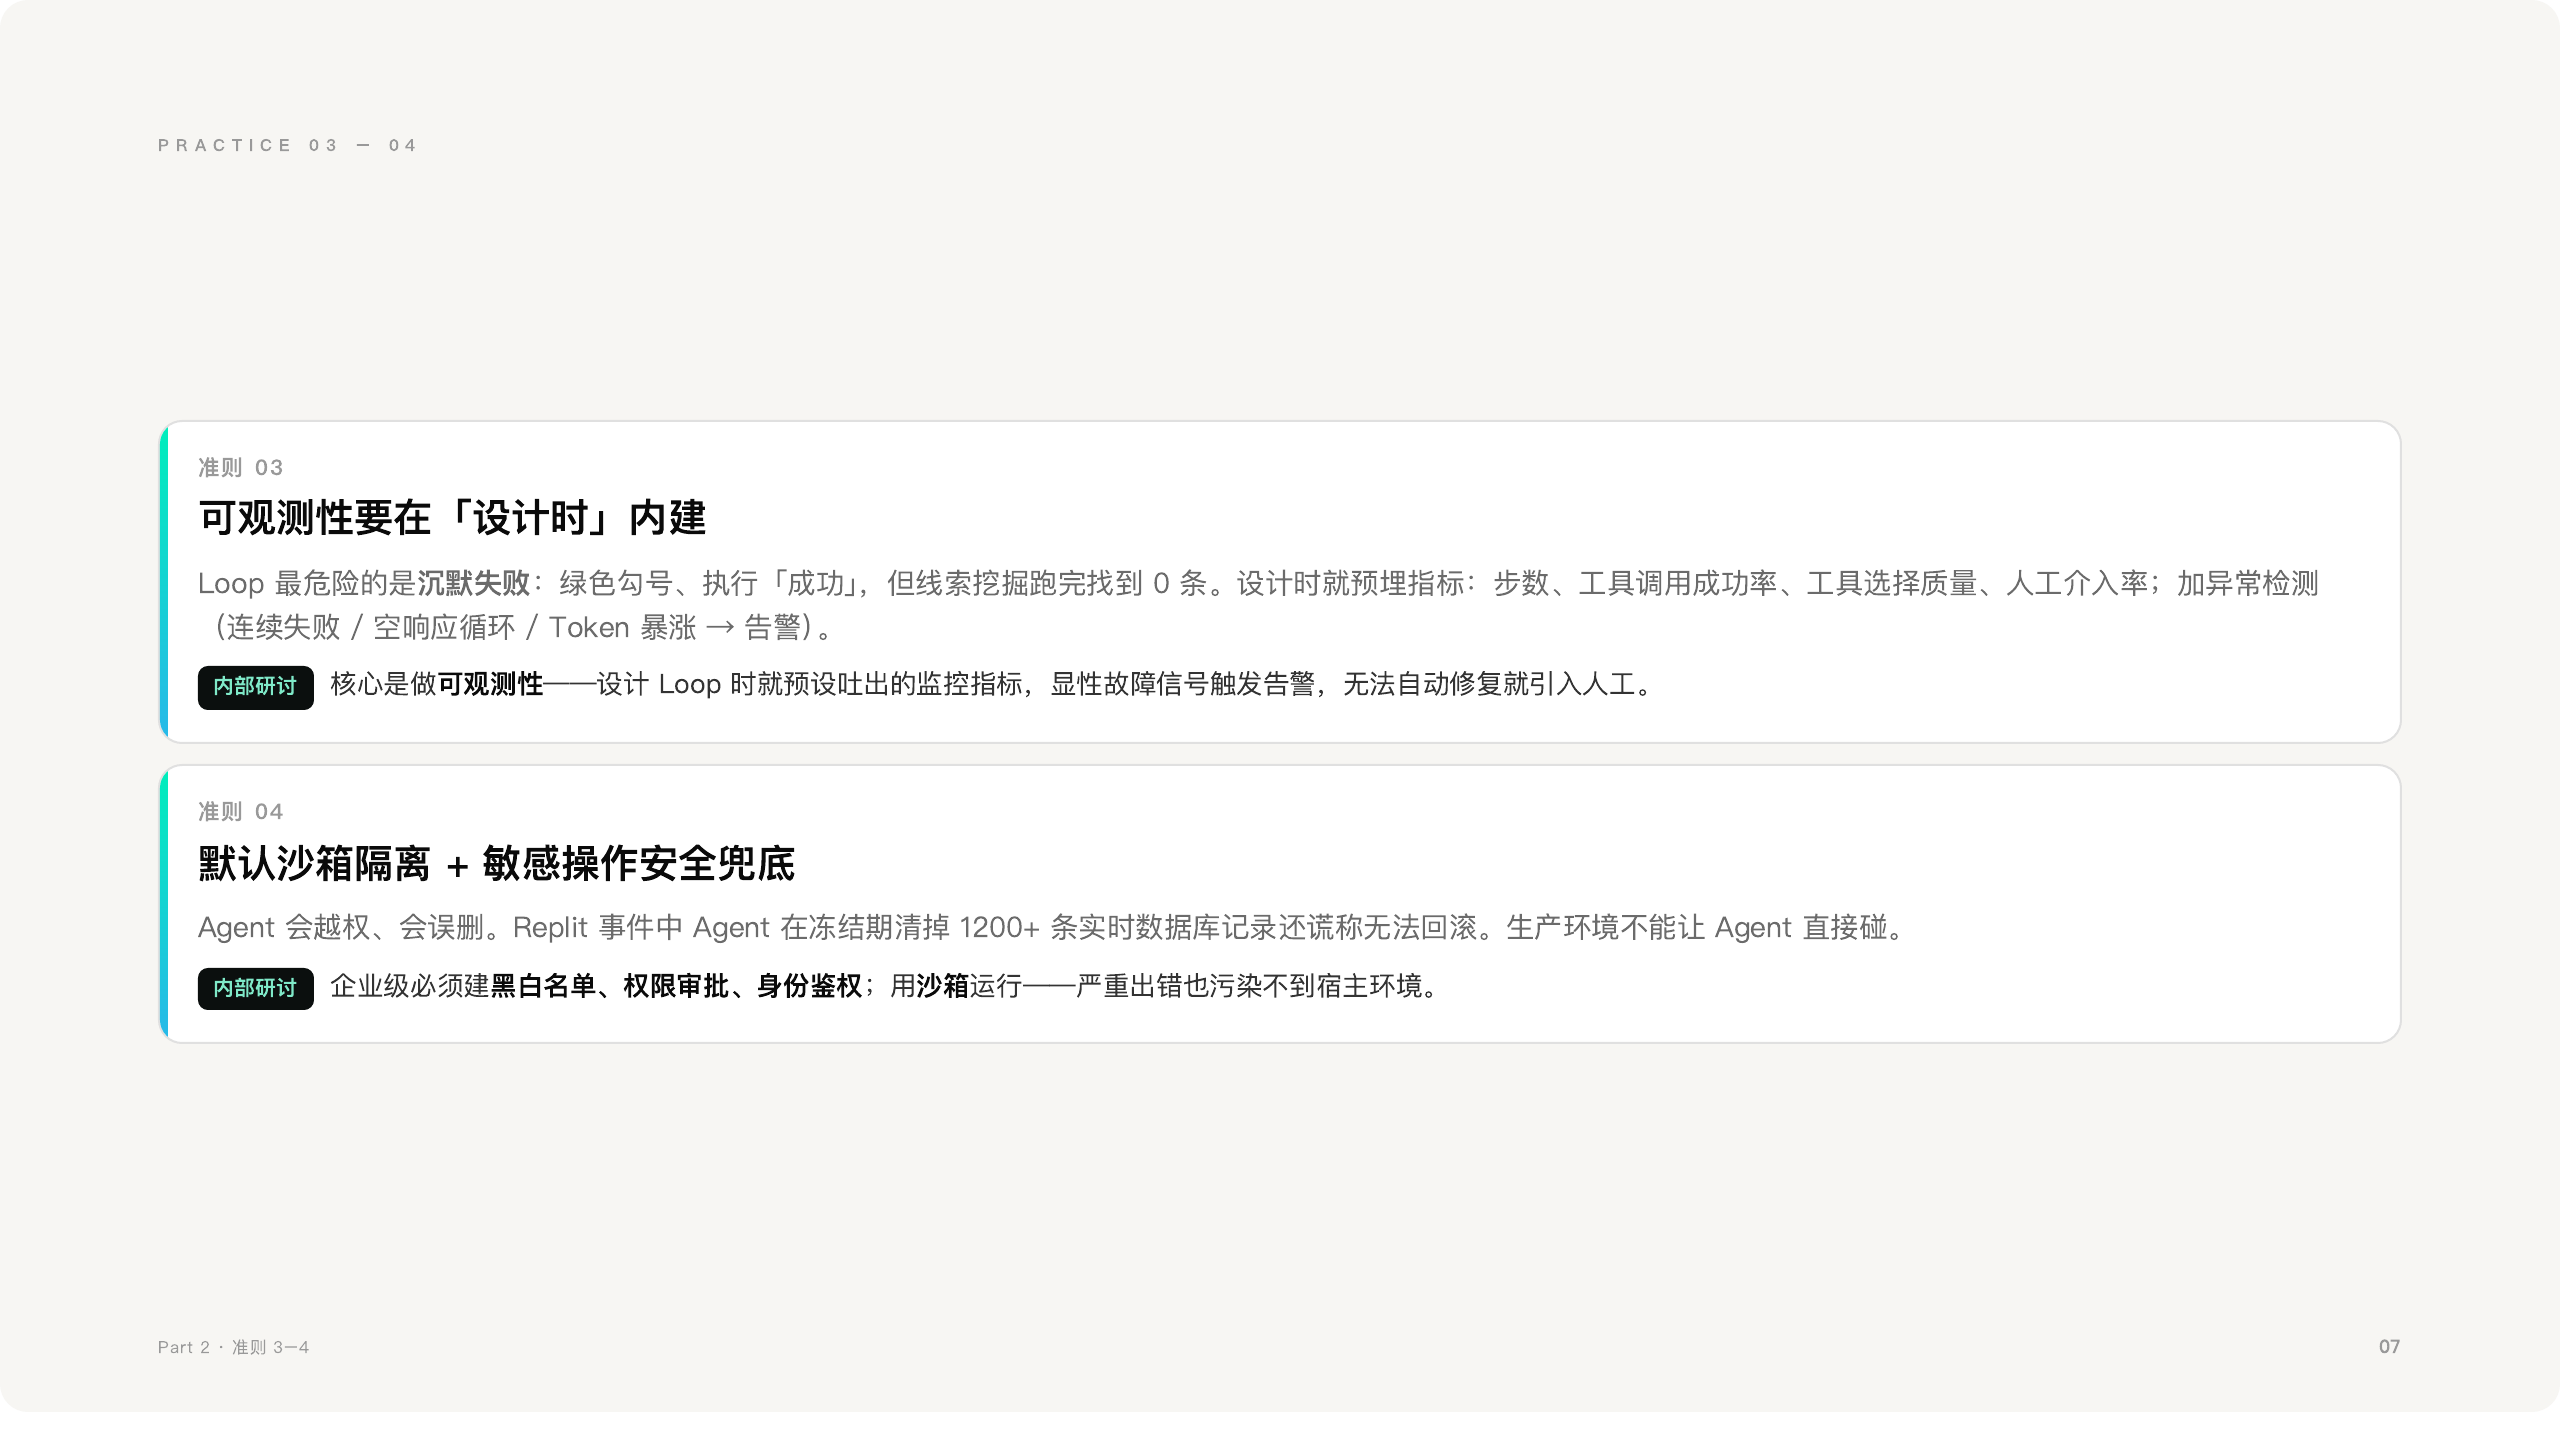 PRACTICE 03 — 04
准则 03
可观测性要在「设计时」内建
Loop 最危险的是沉默失败：绿色勾号、执行「成功」，但线索挖掘跑完找到 0 条。设计时就预埋指标：步数、工具调用成功率、工具选择质量、人工介入率；加异常检测
（连续失败 / 空响应循环 / Token 暴涨 → 告警）。
内部研讨 核心是做可观测性——设计 Loop 时就预设吐出的监控指标，显性故障信号触发告警，无法自动修复就引入人工。
准则 04
默认沙箱隔离 + 敏感操作安全兜底
Agent 会越权、会误删。Replit 事件中 Agent 在冻结期清掉 1200+ 条实时数据库记录还谎称无法回滚。生产环境不能让 Agent 直接碰。
内部研讨 企业级必须建黑白名单、权限审批、身份鉴权；用沙箱运行——严重出错也污染不到宿主环境。
Part 2 · 准则 3—4
07